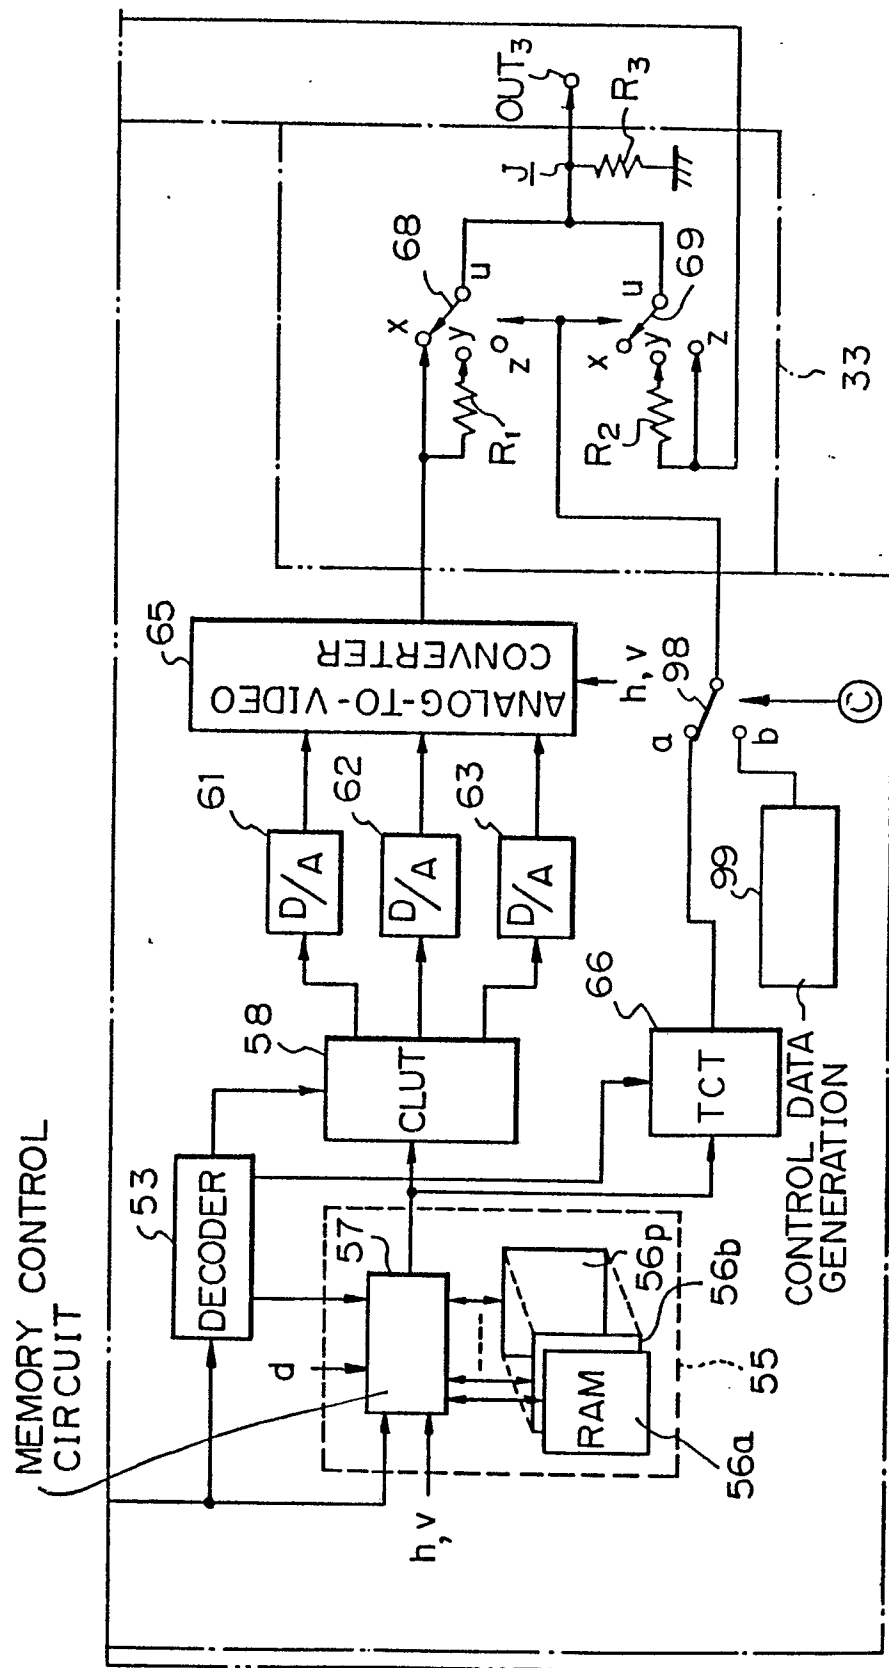 MEMORY CONTROL
CIRCUIT
53
DECODER
58
CLUT
61
D/A
62
D/A
63
D/A
65
ANALOG-TO-VIDEO
CONVERTER
h, v
57
d
h, v
RAM
56a
56b
56p
55
66
TCT
99
CONTROL DATA
GENERATION
a
b
98
C
x
y
z
u
68
R1
x
y
z
u
69
R2
J
R3
OUT3
33